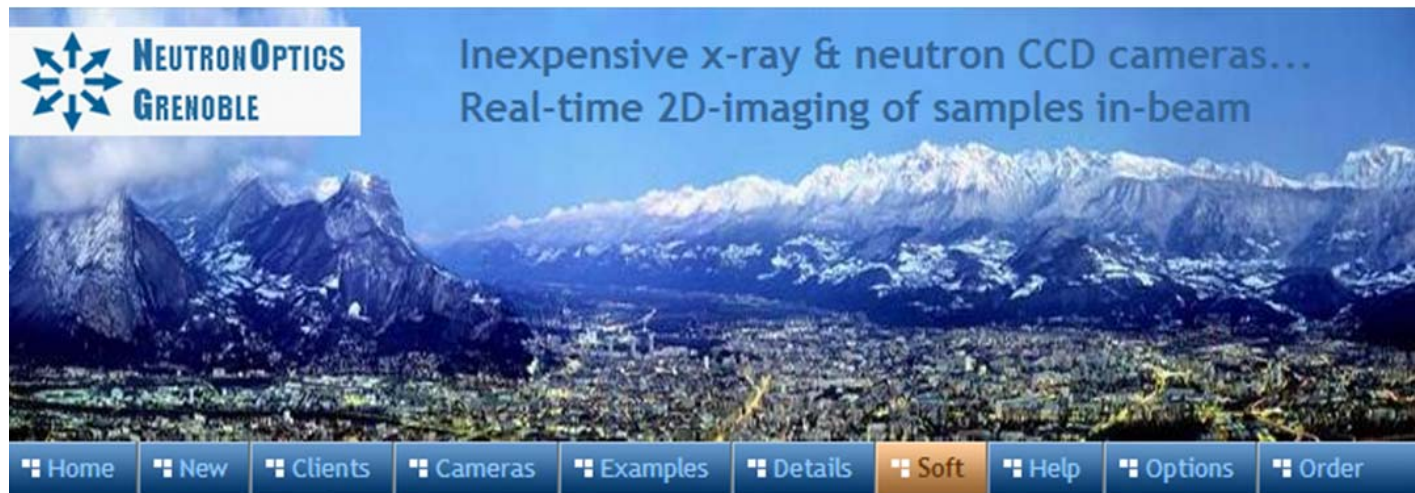 NEUTRONOPTICS
GRENOBLE
Inexpensive x-ray & neutron CCD cameras...
Real-time 2D-imaging of samples in-beam
Home New Clients Cameras Examples Details Soft Help Options Order